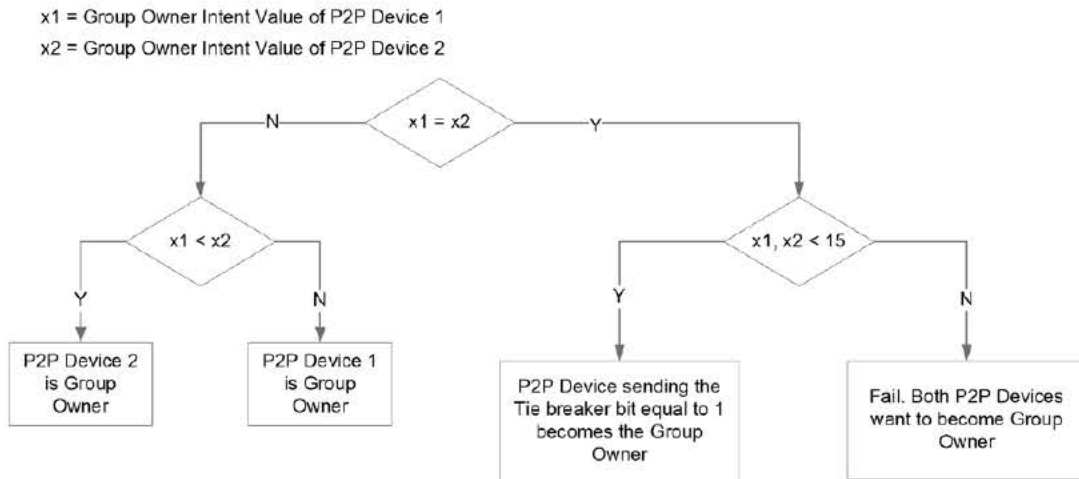 x1 = Group Owner Intent Value of P2P Device 1
x2 = Group Owner Intent Value of P2P Device 2
x1 = x2
N
Y
x1 < x2
x1, x2 < 15
Y
N
Y
N
P2P Device 2
is Group
Owner
P2P Device 1
is Group
Owner
P2P Device sending the
Tie breaker bit equal to 1
becomes the Group
Owner
Fail. Both P2P Devices
want to become Group
Owner